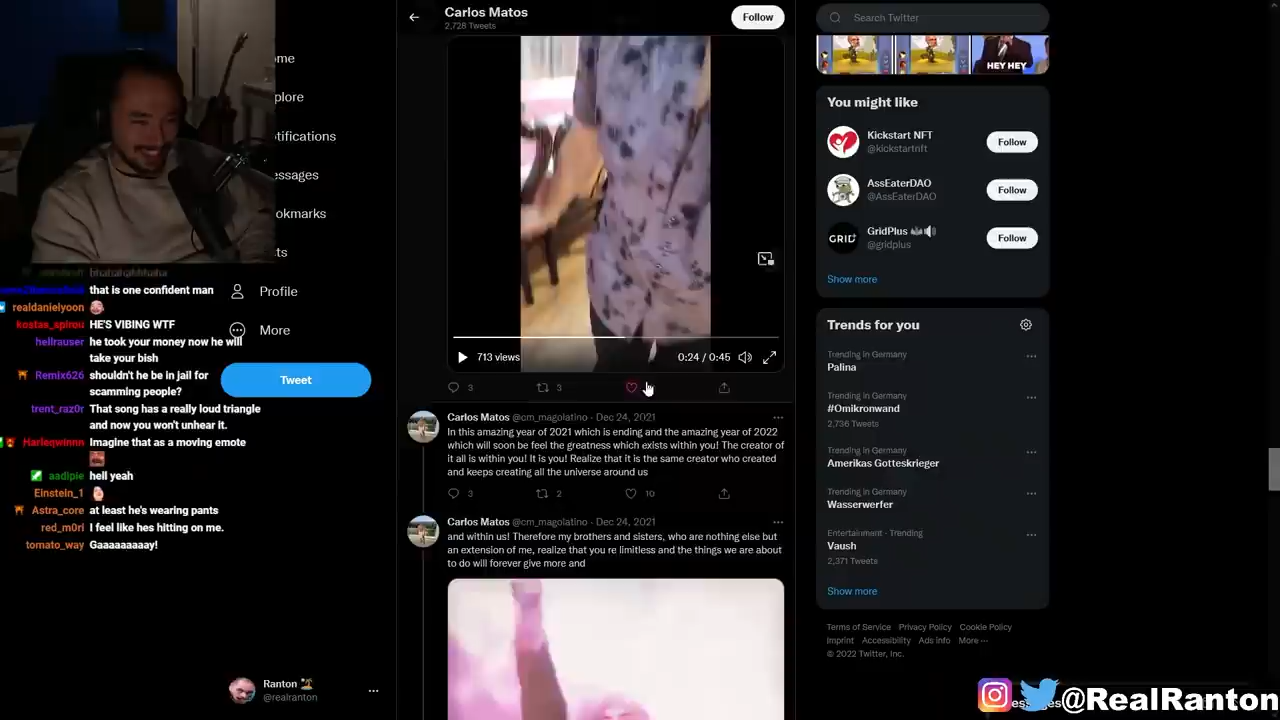 Carlos Matos
2,728 Tweets
Follow
Search Twitter
ome
plore
otifications
essages
okmarks
sts
Profile
More
Tweet
that is one confident man
realdanielyoon
kostas_spirou HE'S VIBING WTF
hellrauser he took your money now he will
take your bish
Remix626 shouldn't he be in jail for
scamming people?
trent_raz0r That song has a really loud triangle
and now you won't unhear it.
Harleqwinnn Imagine that as a moving emote
aadipie hell yeah
Einstein_1
Astra_core at least he's wearing pants
red_m0ri I feel like hes hitting on me.
tomato_way Gaaaaaaaay!
Ranton
@realranton
713 views
0:24 / 0:45
3 3
Carlos Matos @cm_magolatino · Dec 24, 2021
In this amazing year of 2021 which is ending and the amazing year of 2022
which will soon be feel the greatness which exists within you! The creator of
it all is within you! It is you! Realize that it is the same creator who created
and keeps creating all the universe around us
3 2 10
Carlos Matos @cm_magolatino · Dec 24, 2021
and within us! Therefore my brothers and sisters, who are nothing else but
an extension of me, realize that you re limitless and the things we are about
to do will forever give more and
HEY HEY
You might like
Kickstart NFT
@kickstartnft
Follow
AssEaterDAO
@AssEaterDAO
Follow
GRID+
GridPlus
@gridplus
Follow
Show more
Trends for you
Trending in Germany
Palina
Trending in Germany
#Omikronwand
2,736 Tweets
Trending in Germany
Amerikas Gotteskrieger
Trending in Germany
Wasserwerfer
Entertainment · Trending
Vaush
2,371 Tweets
Show more
Terms of Service Privacy Policy Cookie Policy
Imprint Accessibility Ads info More ···
© 2022 Twitter, Inc.
@RealRanton